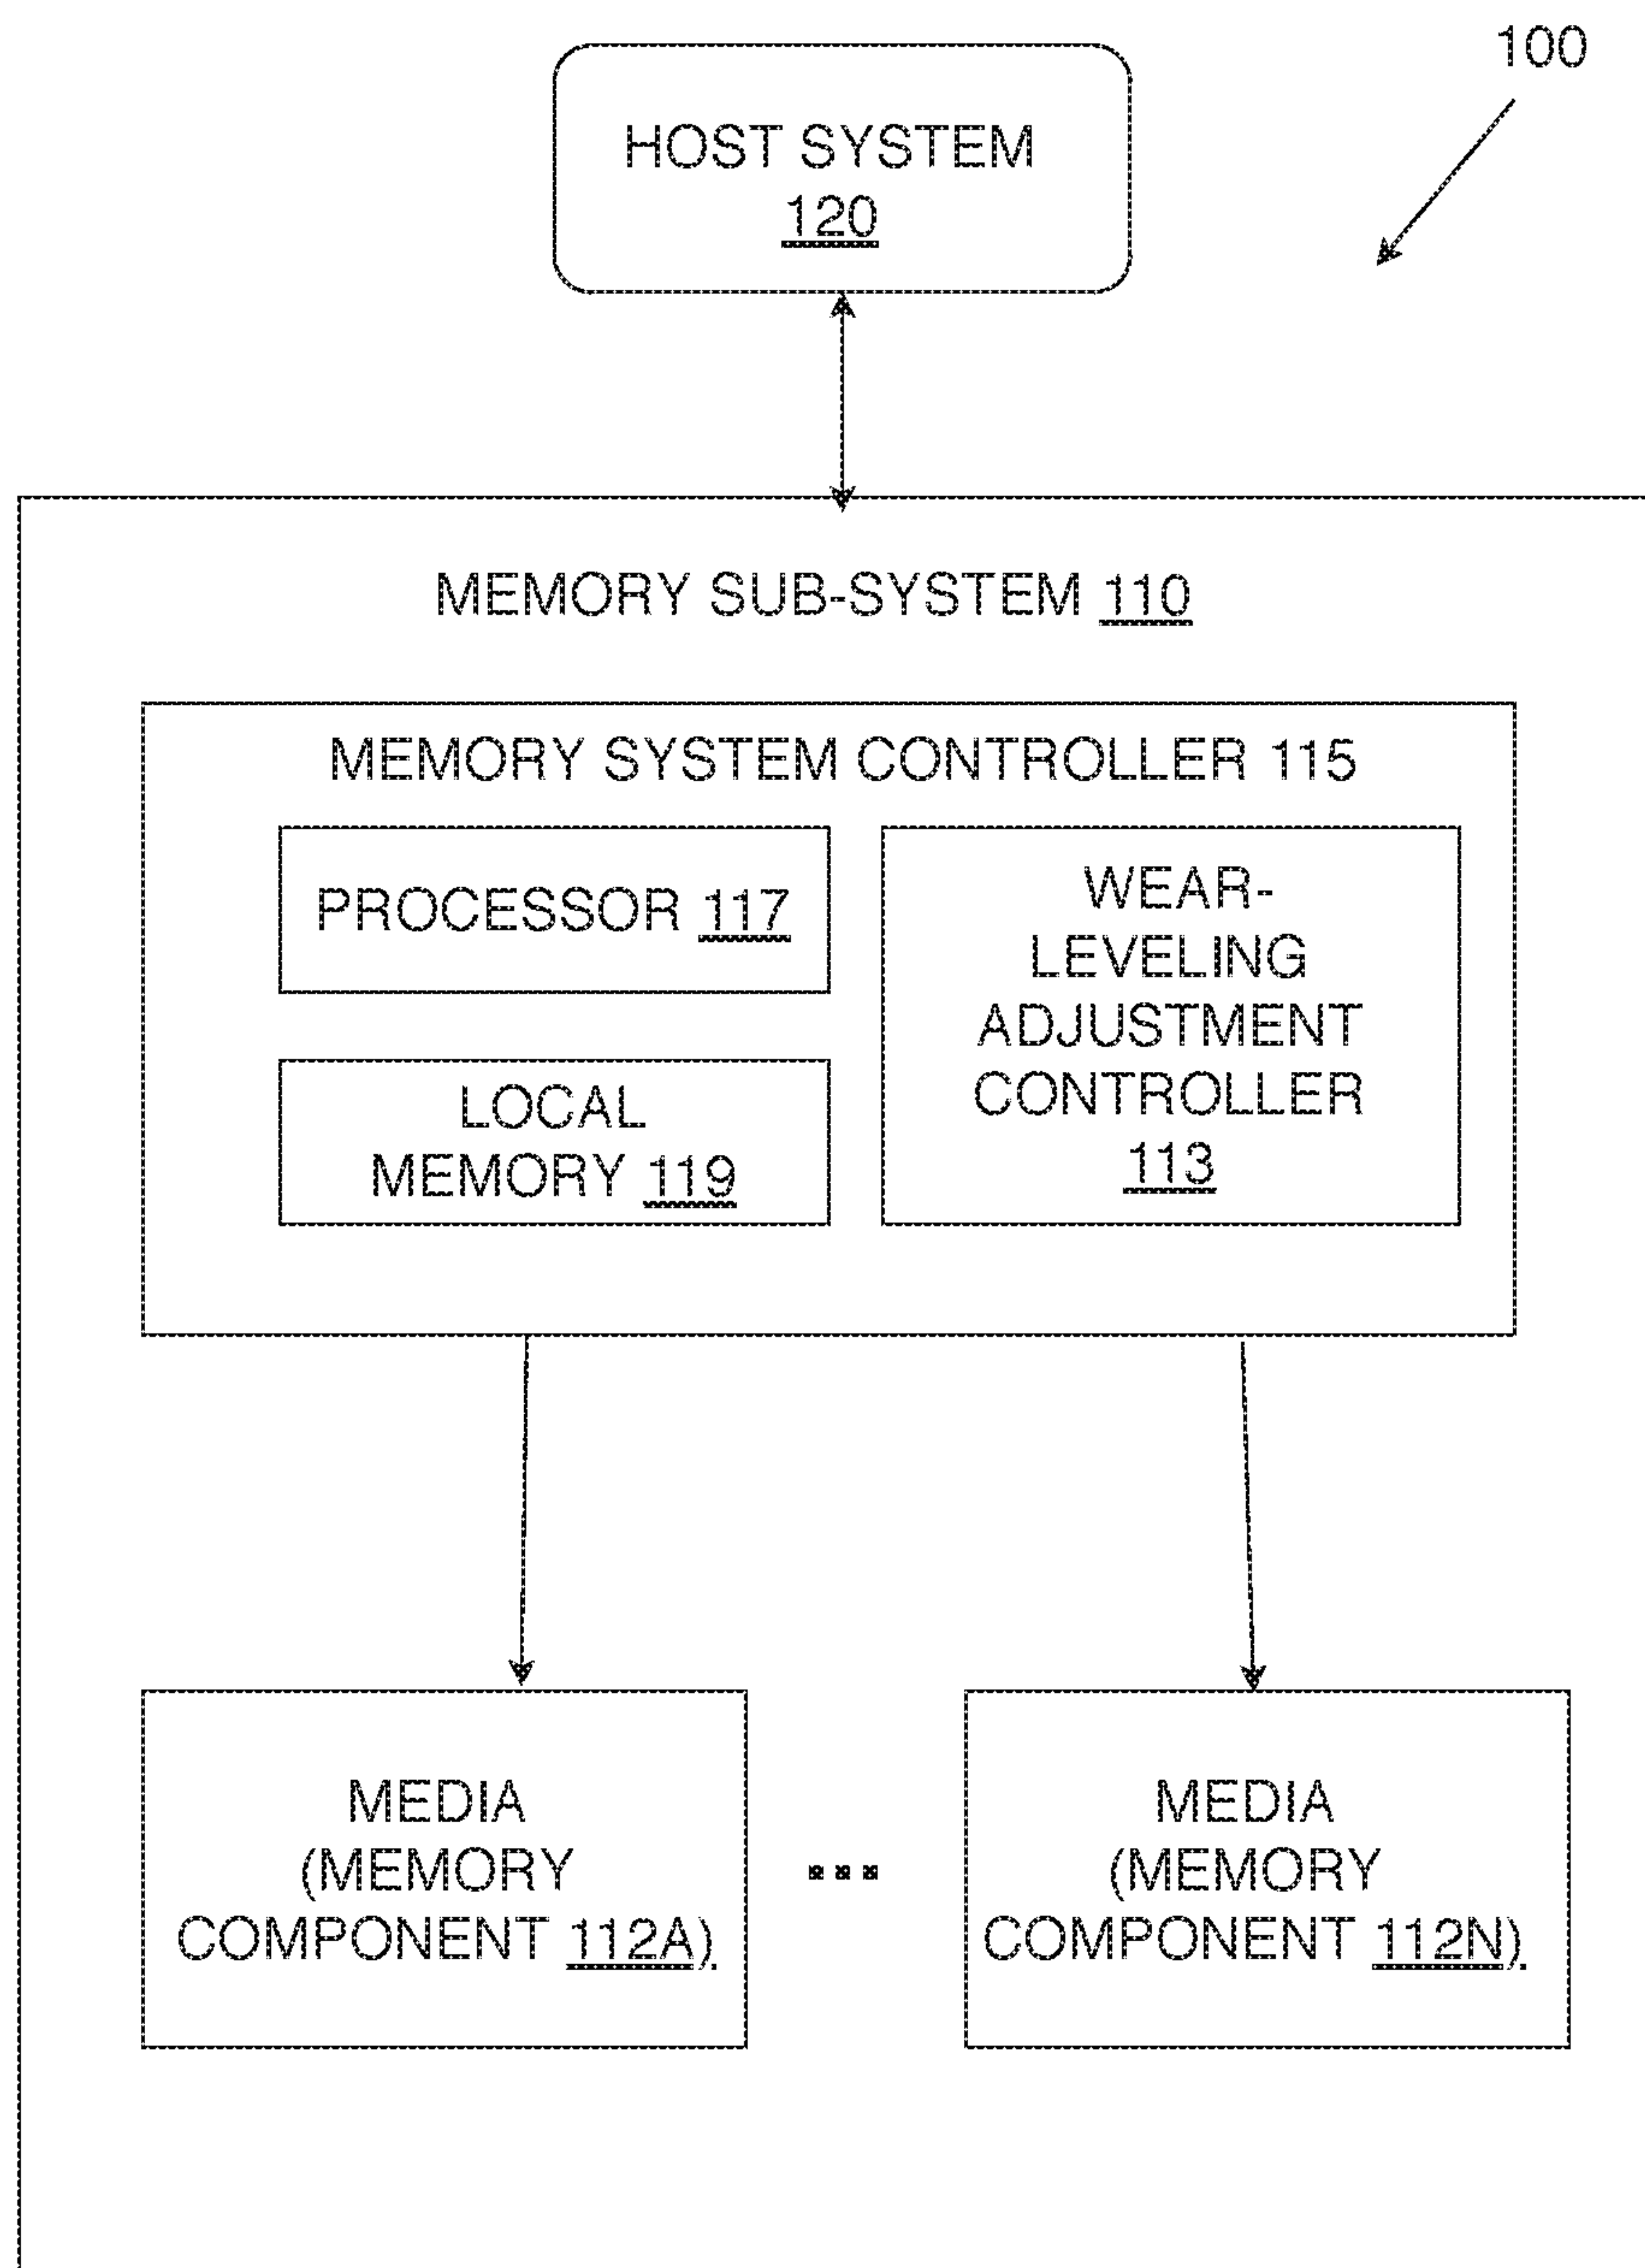 100
HOST SYSTEM
120
MEMORY SUB-SYSTEM 110
MEMORY SYSTEM CONTROLLER 115
PROCESSOR 117
LOCAL
MEMORY 119
WEAR-
LEVELING
ADJUSTMENT
CONTROLLER
113
MEDIA
(MEMORY
COMPONENT 112A)
...
MEDIA
(MEMORY
COMPONENT 112N)